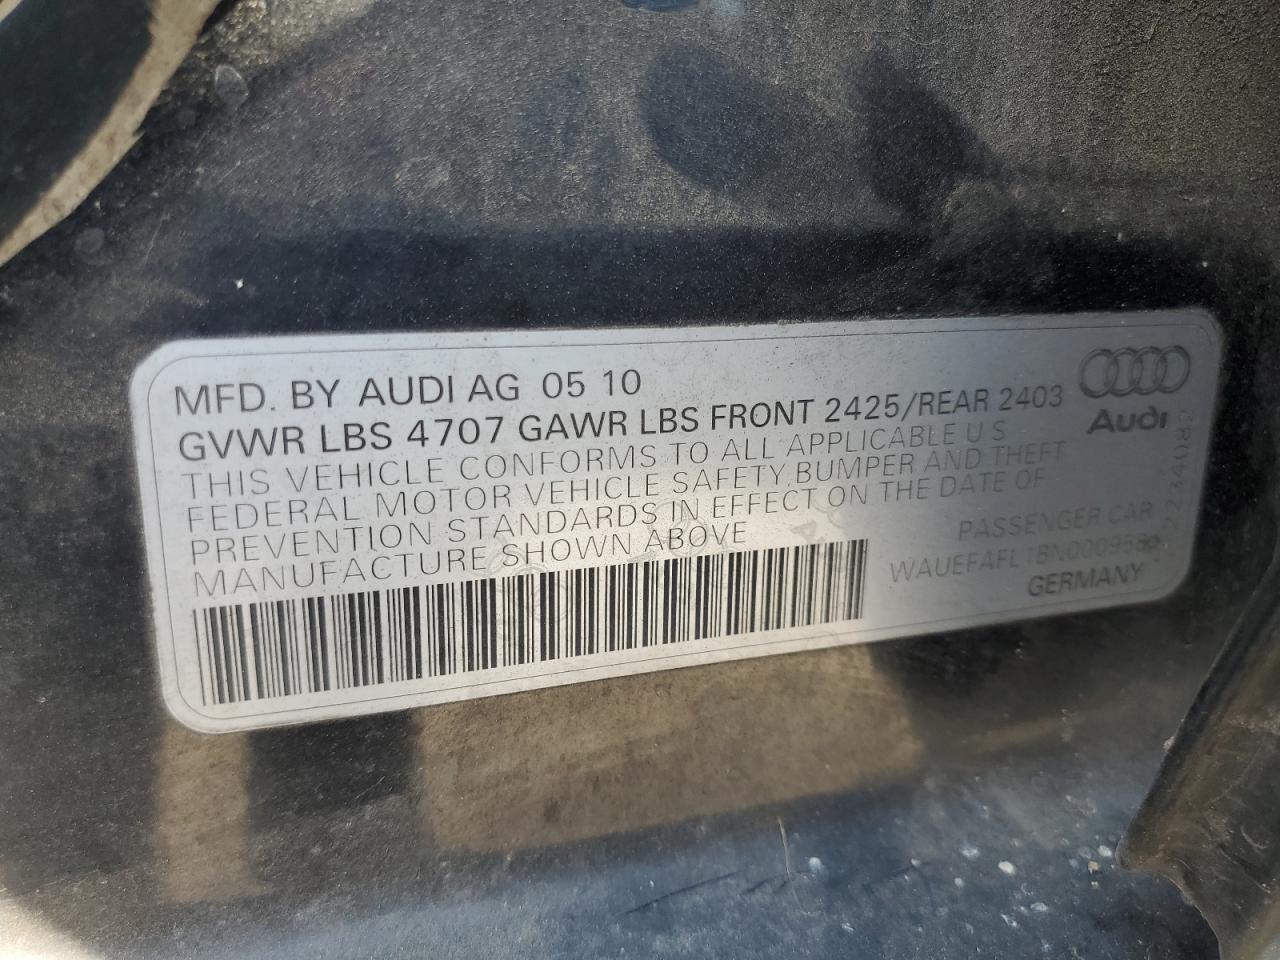 MFD. BY AUDI AG 05 10
GVWR LBS 4707 GAWR LBS FRONT 2425/REAR 2403
THIS VEHICLE CONFORMS TO ALL APPLICABLE U S
FEDERAL MOTOR VEHICLE SAFETY, BUMPER AND THEFT
PREVENTION STANDARDS IN EFFECT ON THE DATE OF
MANUFACTURE SHOWN ABOVE
Audi
PASSENGER CAR
GERMANY
2234082